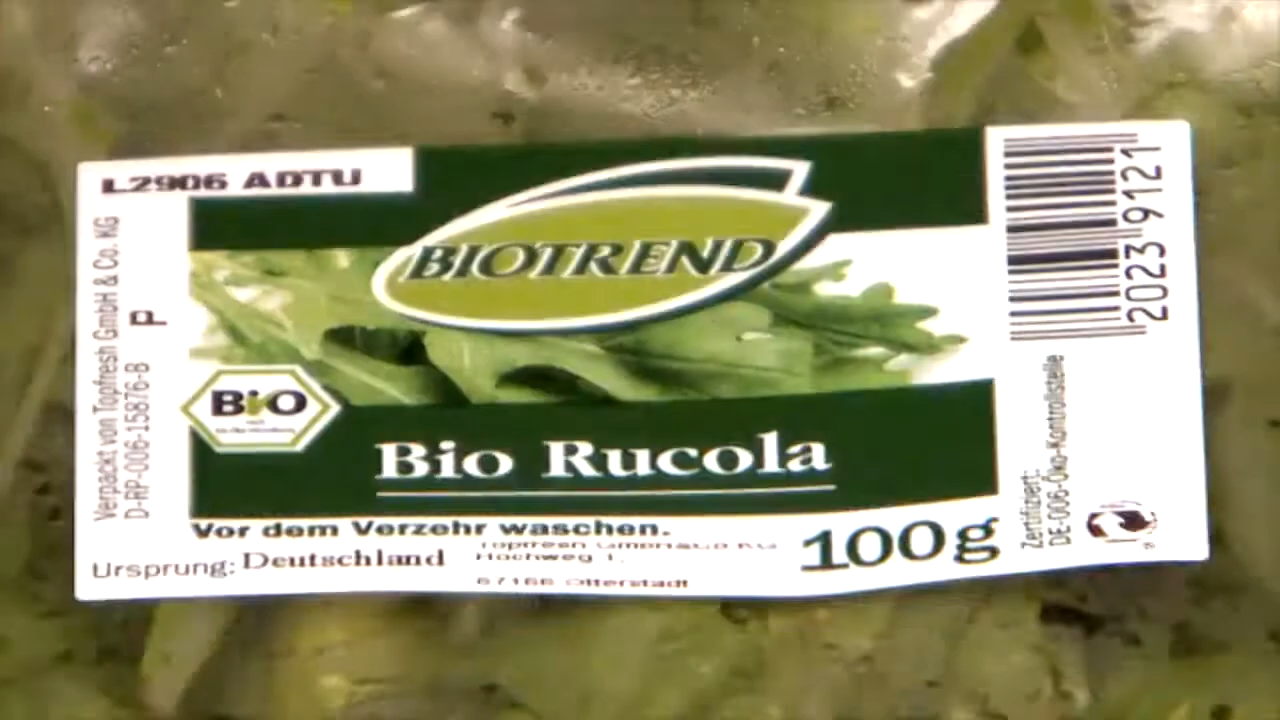 L2906 ADTU
Verpackt von Topfresh GmbH & Co. KG
D-RP-006-15876-B
P
BIOTREND
BiO
Bio Rucola
Vor dem Verzehr waschen.
Ursprung: Deutschland
Topfresh GmbH & Co KG
Hochweg 1.
67166 Otterstadt
100g
2023 9121
Zertifiziert:
DE-006-Öko-Kontrollstelle